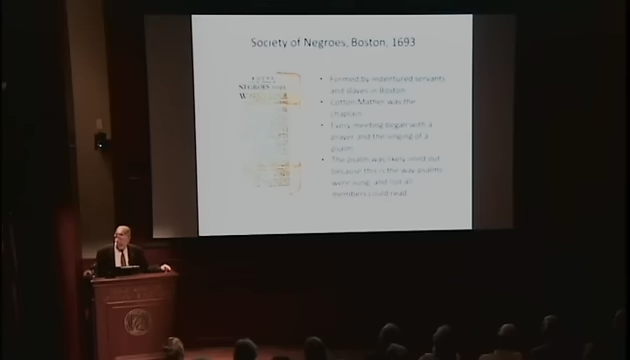 Society of Negroes, Boston, 1693
NEGROES
• Formed by indentured servants
and slaves in Boston.
• Cotton Mather was the
chaplain.
• Every meeting began with a
prayer and the singing of a
psalm.
• The psalm was likely lined out
because this is the way psalms
were sung, and not all
members could read.